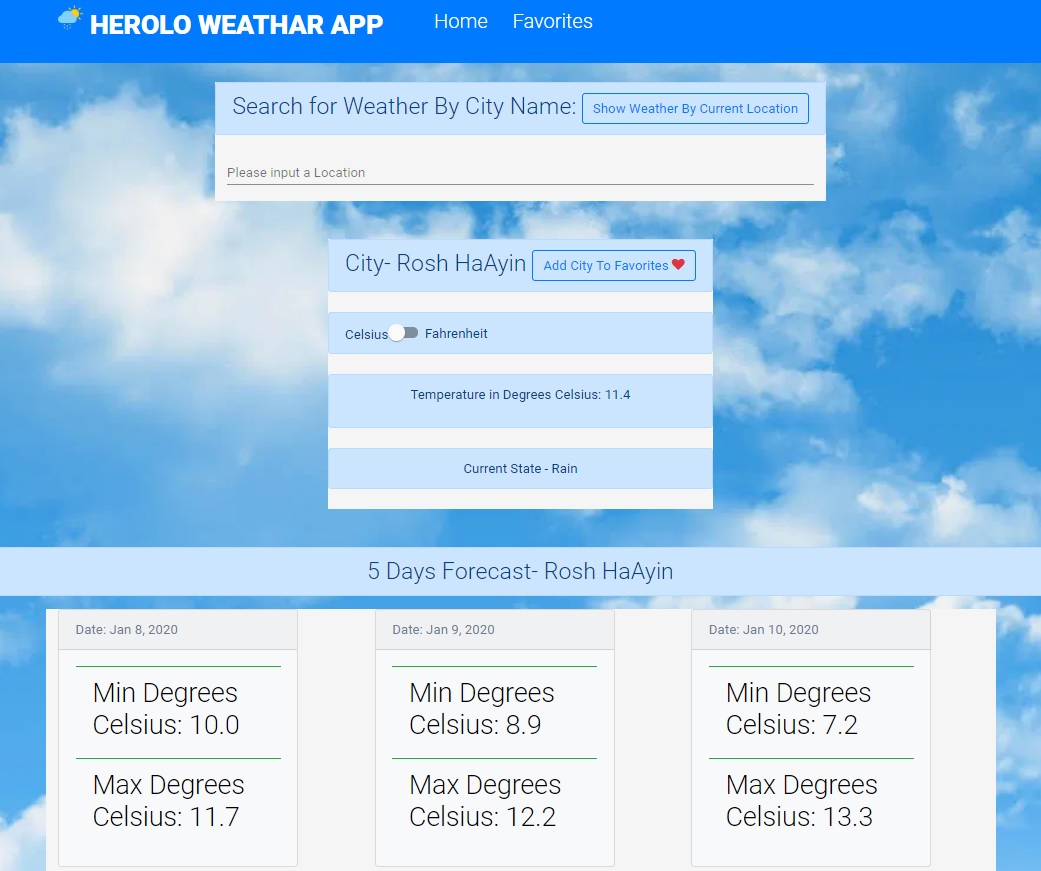 HEROLO WEATHAR APP
Home Favorites
Search for Weather By City Name: Show Weather By Current Location
Please input a Location
City- Rosh HaAyin Add City To Favorites
Celsius Fahrenheit
Temperature in Degrees Celsius: 11.4
Current State - Rain
5 Days Forecast- Rosh HaAyin
Date: Jan 8, 2020
Min Degrees
Celsius: 10.0
Max Degrees
Celsius: 11.7
Date: Jan 9, 2020
Min Degrees
Celsius: 8.9
Max Degrees
Celsius: 12.2
Date: Jan 10, 2020
Min Degrees
Celsius: 7.2
Max Degrees
Celsius: 13.3